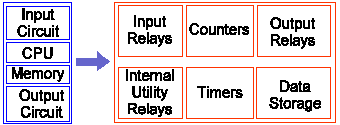 Input
Circuit
CPU
Memory
Output
Circuit
Input
Relays
Counters
Output
Relays
Internal
Utility
Relays
Timers
Data
Storage